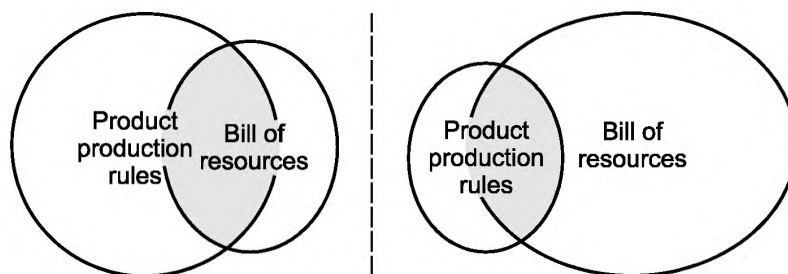 Product
production
rules
Bill of
resources
Product
production
rules
Bill of
resources